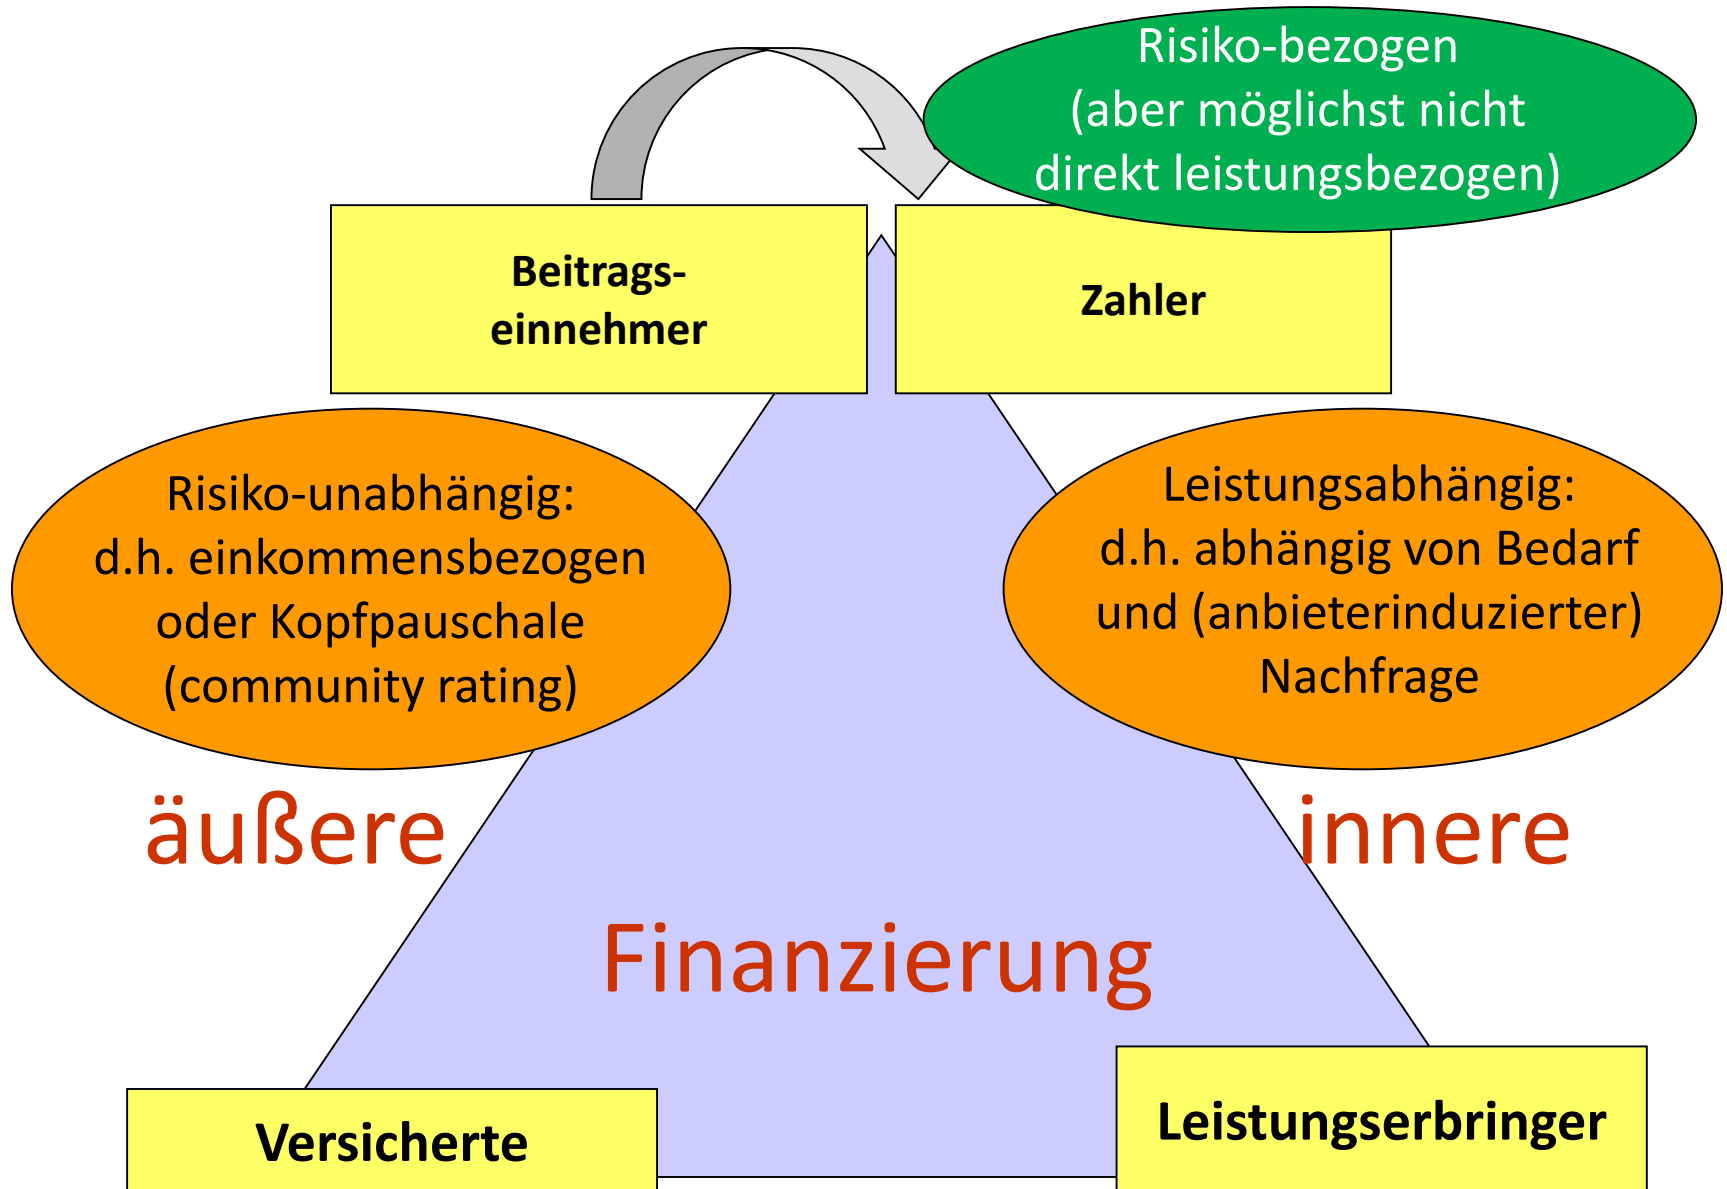 Risiko-bezogen
(aber möglichst nicht
direkt leistungsbezogen)
Beitrags-
einnehmer
Zahler
Risiko-unabhängig:
d.h. einkommensbezogen
oder Kopfpauschale
(community rating)
Leistungsabhängig:
d.h. abhängig von Bedarf
und (anbieterinduzierter)
Nachfrage
äußere
innere
Finanzierung
Versicherte
Leistungserbringer